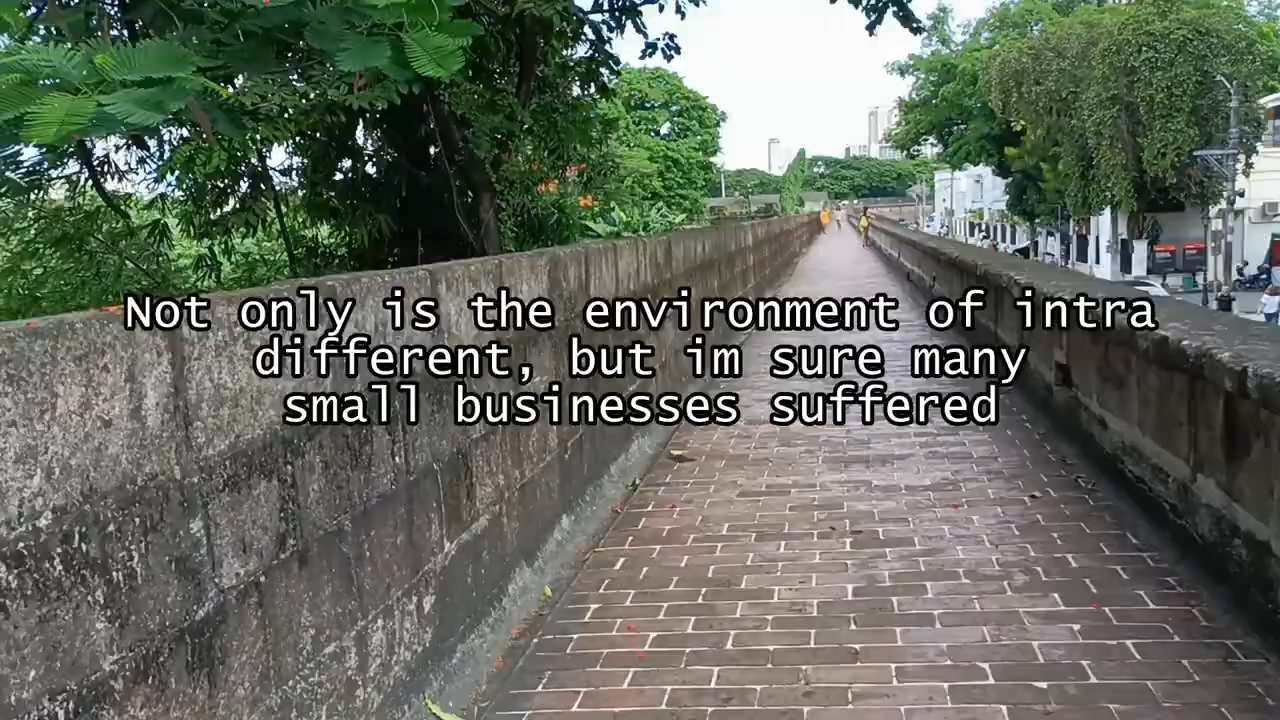 Not only is the environment of intra
different, but im sure many
small businesses suffered